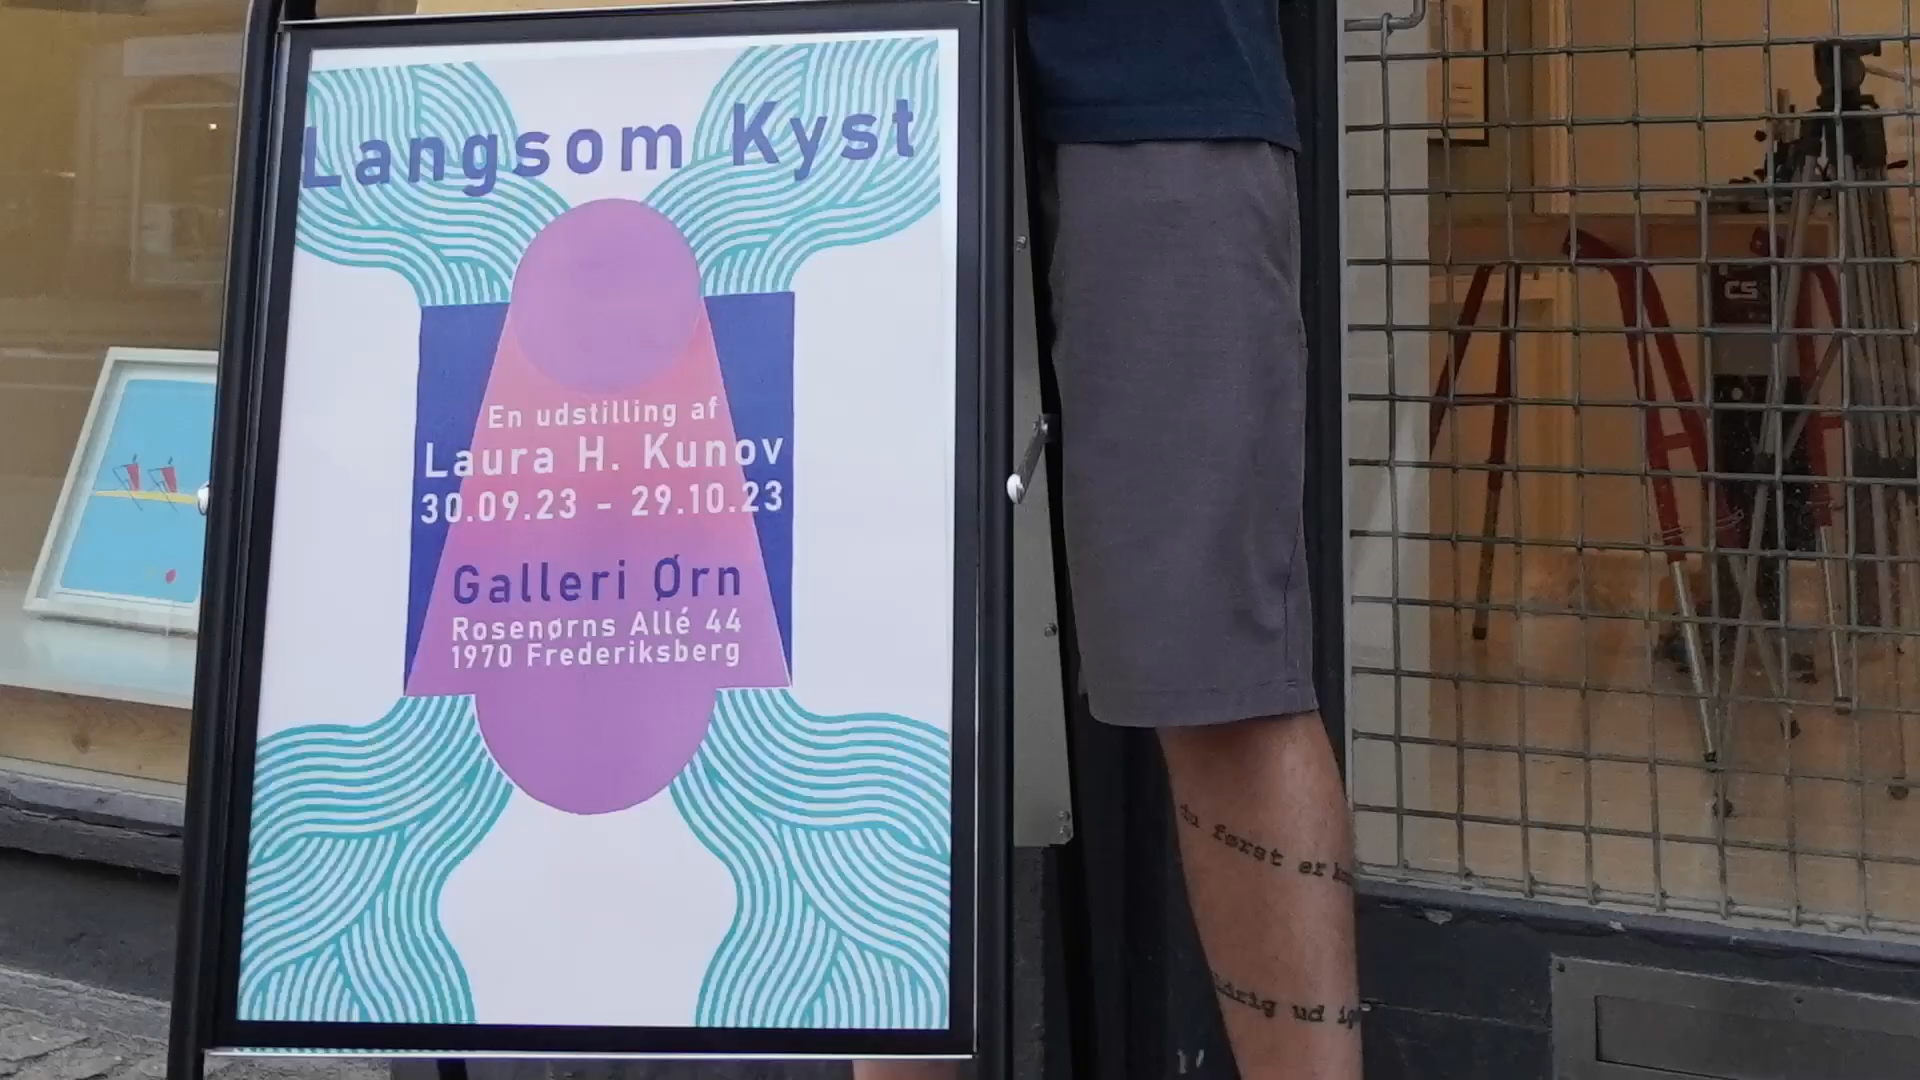 Langsom Kyst
En udstilling af
Laura H. Kunov
30.09.23 - 29.10.23
Galleri Ørn
Rosenørns Allé 44
1970 Frederiksberg
CS
du først er
ud